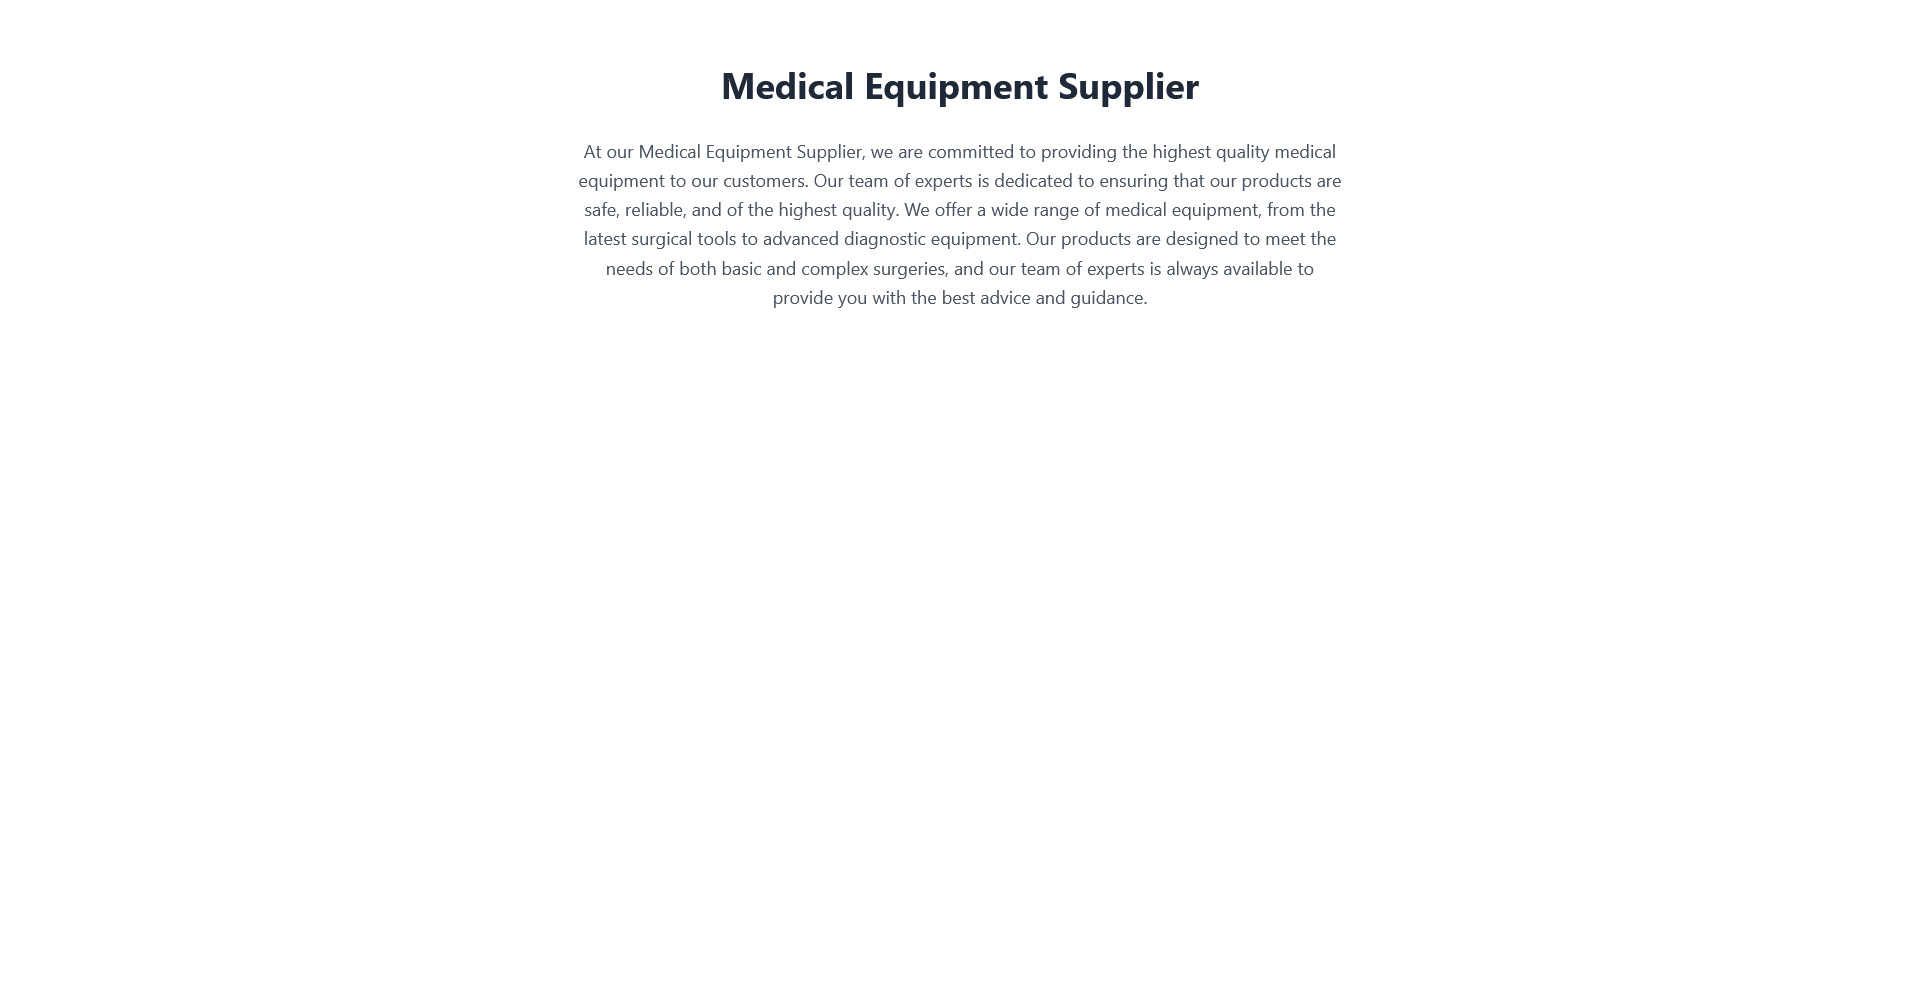 Medical Equipment Supplier
At our Medical Equipment Supplier, we are committed to providing the highest quality medical
equipment to our customers. Our team of experts is dedicated to ensuring that our products are
safe, reliable, and of the highest quality. We offer a wide range of medical equipment, from the
latest surgical tools to advanced diagnostic equipment. Our products are designed to meet the
needs of both basic and complex surgeries, and our team of experts is always available to
provide you with the best advice and guidance.